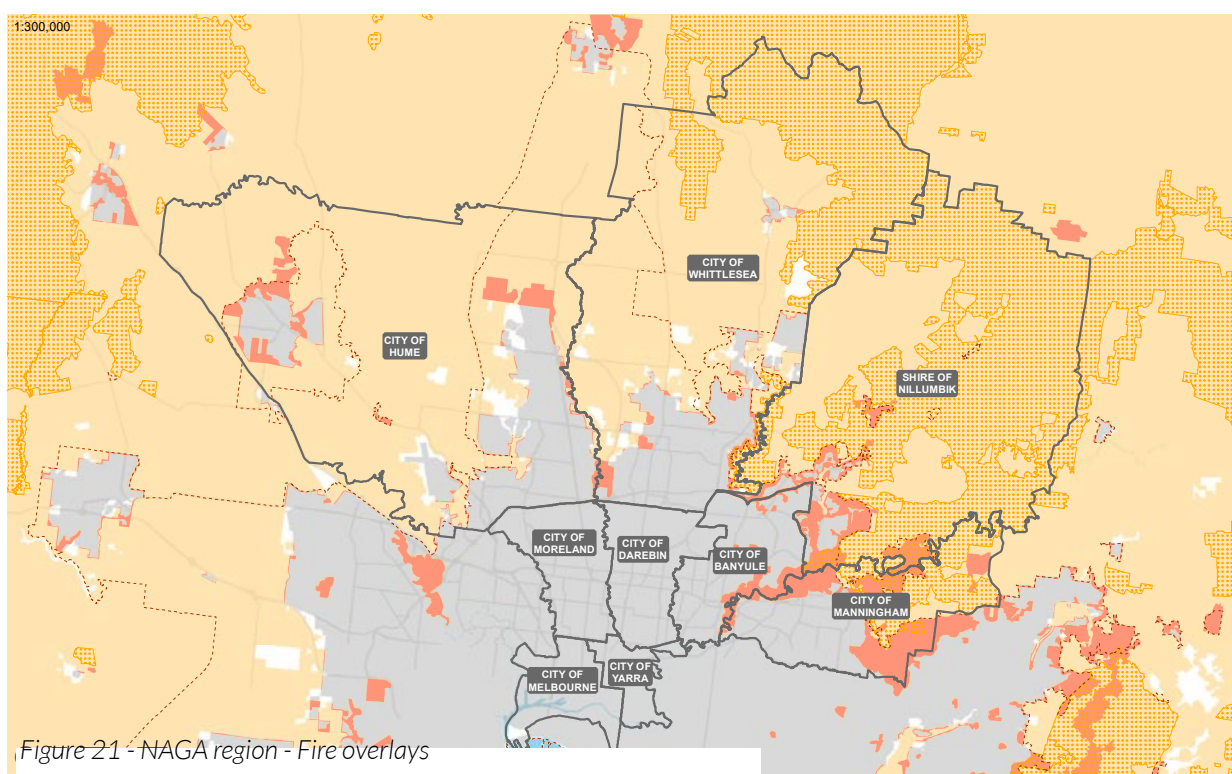 1:300,000
CITY OF
WHITTLESEA
CITY OF
HUME
SHIRE OF
NILLUMBIK
CITY OF
MORELAND
CITY OF
DAREBIN
CITY OF
BANYULE
CITY OF
MANNINGHAM
CITY OF
MELBOURNE
CITY OF
YARRA
Figure 21 - NAGA region - Fire overlays